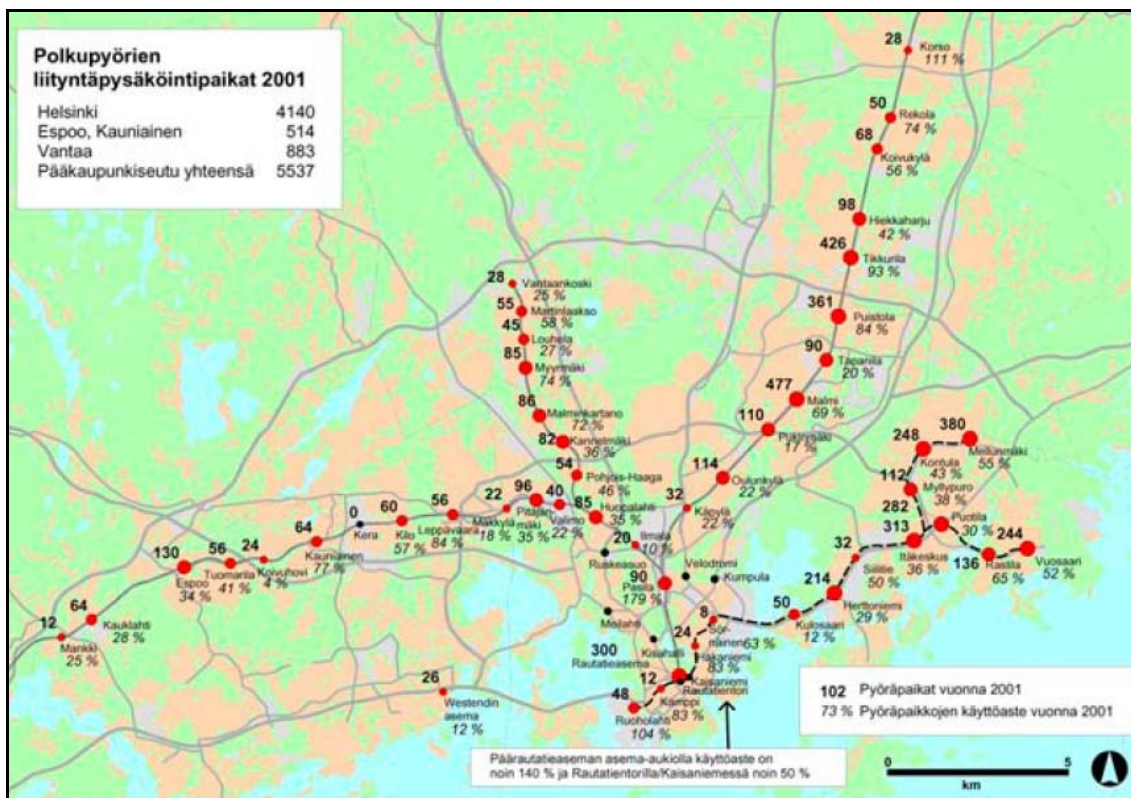 Polkupyörien
liityntäpysäköintipaikat 2001
Helsinki 4140
Espoo, Kauniainen 514
Vantaa 883
Pääkaupunkiseutu yhteensä 5537
28
Korso
111 %
50
Rekola
74 %
68
Koivukylä
56 %
98
Hiekkaharju
42 %
426
Tikkurila
93 %
361
Puistola
84 %
90
Tapanila
20 %
477
Malmi
69 %
110
Pukinmäki
17 %
114
Oulunkylä
22 %
32
Käpylä
22 %
28
Vantaankoski
25 %
55
Martinlaakso
58 %
45
Louhela
27 %
85
Myyrmäki
74 %
86
Malminkartano
72 %
82
Kannelmäki
36 %
54
Pohjois-Haaga
46 %
85
Huopalahti
35 %
40
Valimo
22 %
96
Pitäjän-
mäki
35 %
22
Mäkkylä
18 %
56
Leppävaara
84 %
60
Kilo
57 %
0
Kera
64
Kauniainen
77 %
24
Koivuhovi
4 %
56
Tuomarila
41 %
130
Espoo
34 %
64
Kauklahti
28 %
12
Mankki
25 %
20
Ilmala
10 %
Ruskeasuo
90
Pasila
179 %
Velodromi
Kumpula
Meilahti
Kisahalli
300
Rautatieasema
8
Sör-
näinen
63 %
24
Hakaniemi
83 %
Kaisaniemi
Rautatientori
12
Kamppi
83 %
48
Ruoholahti
104 %
26
Westendin
asema
12 %
50
Kulosaari
12 %
214
Herttoniemi
29 %
32
Siilitie
50 %
313
Itäkeskus
36 %
282
Puotila
30 %
112
Myllypuro
38 %
248
Kontula
43 %
380
Mellunmäki
55 %
136
Rastila
65 %
244
Vuosaari
52 %
102 Pyöräpaikat vuonna 2001
73 % Pyöräpaikkojen käyttöaste vuonna 2001
Päärautatieaseman asema-aukiolla käyttöaste on
noin 140 % ja Rautatientorilla/Kaisaniemessä noin 50 %
0 5
km